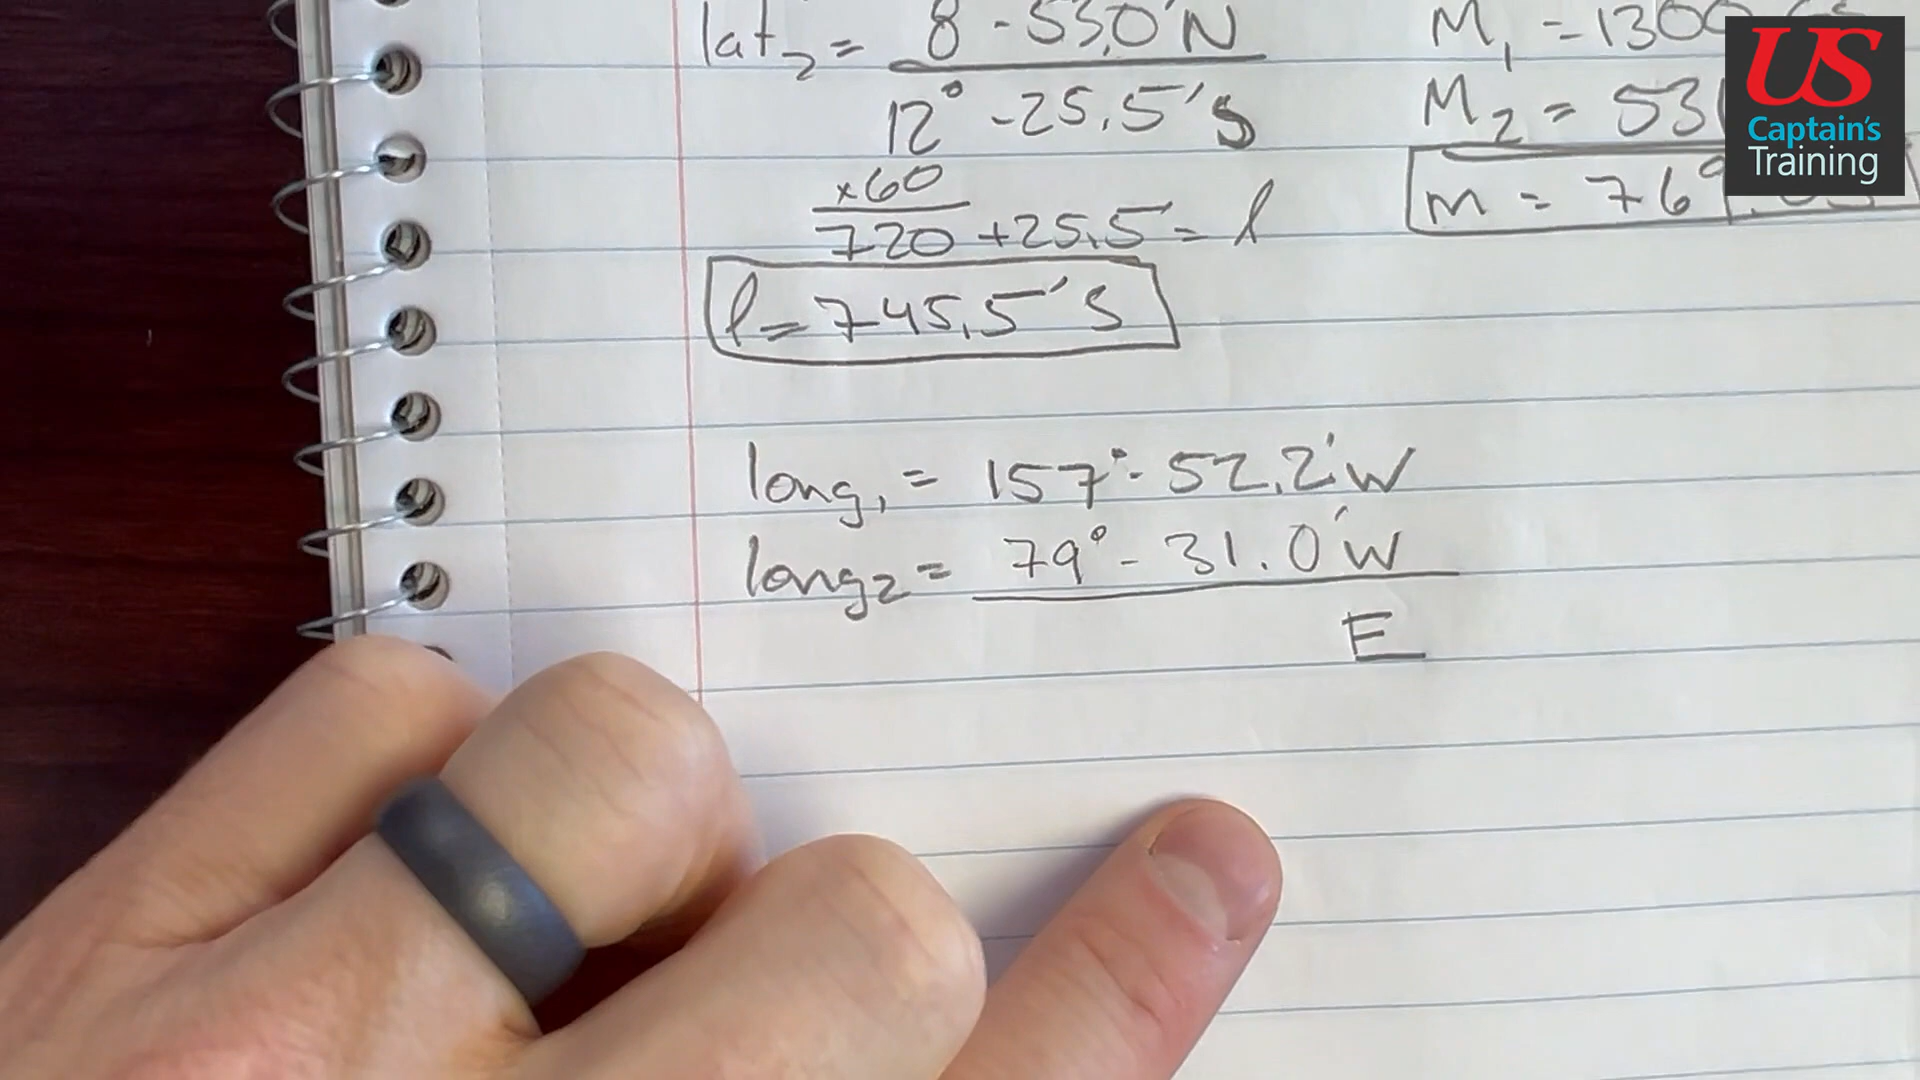 lat₂ = 8 - 53.0'N
12° - 25.5'S
x60
720 + 25.5' = l
l = 745.5'S
M₁ = 1300
M₂ = 531
m = 76°
US
Captain's
Training
long₁ = 157° - 52.2'W
long₂ = 79° - 31.0'W
E